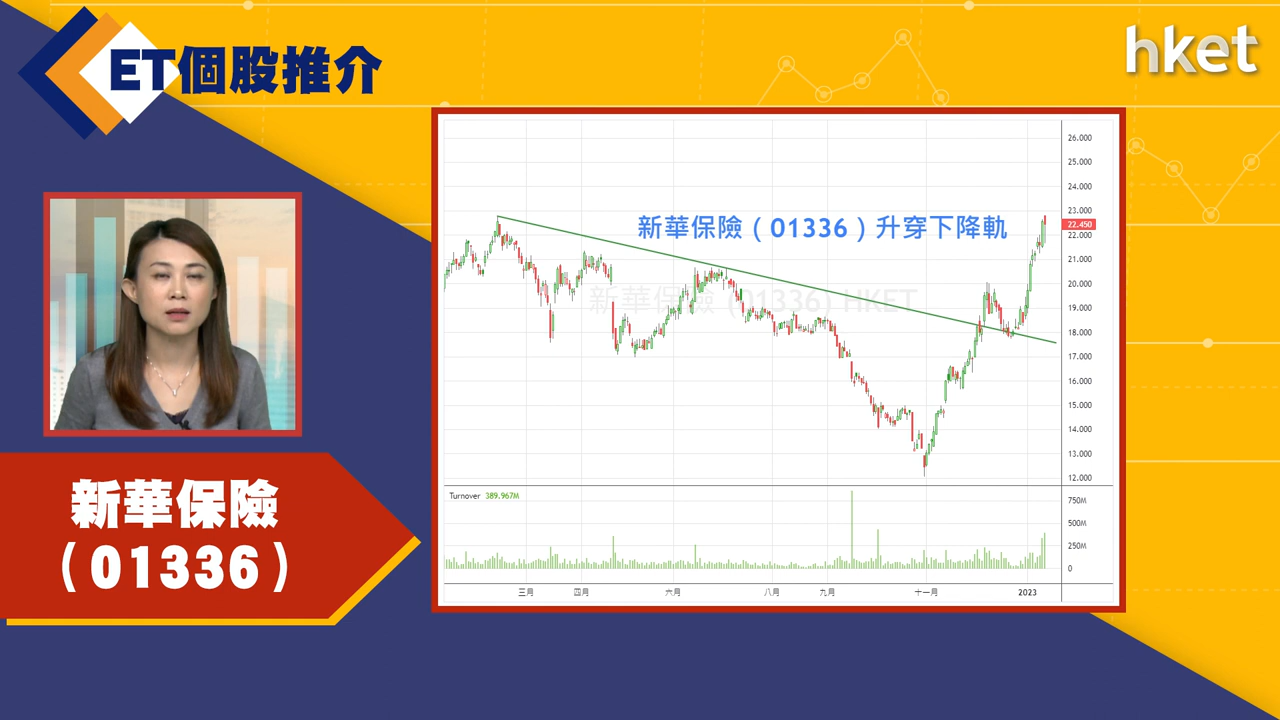 ET個股推介
hket
新華保險
（01336）
新華保險（01336）升穿下降軌
新華保險 (01336) HKET
26.000
25.000
24.000
23.000
22.450
22.000
21.000
20.000
19.000
18.000
17.000
16.000
15.000
14.000
13.000
12.000
Turnover 389.967M
750M
500M
250M
0
三月 四月 六月 八月 九月 十一月 2023